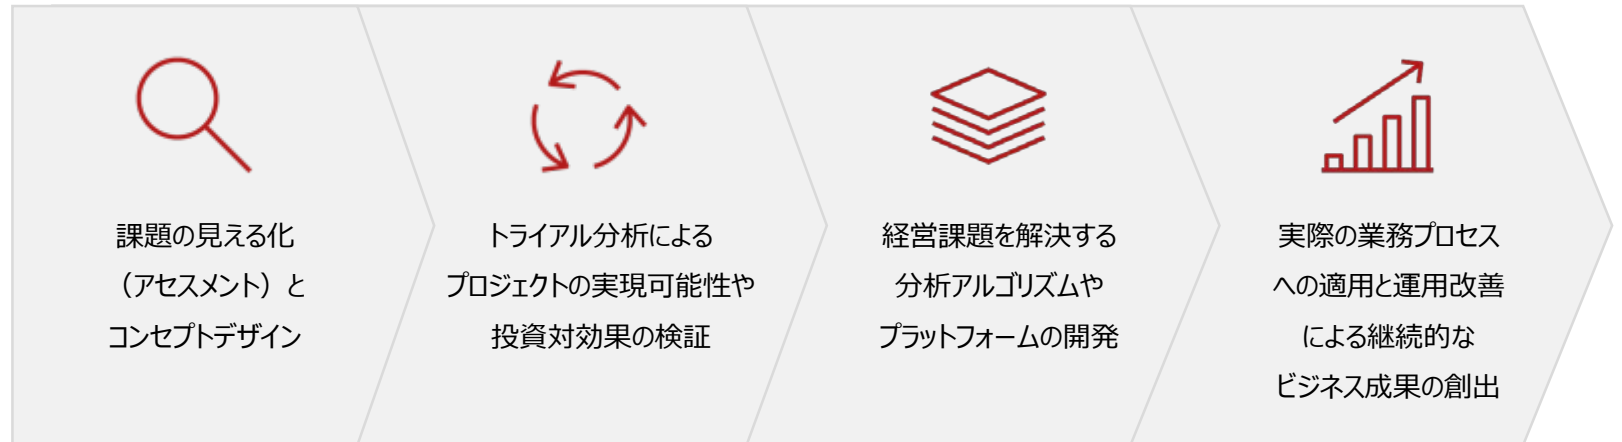 課題の見える化
（アセスメント）と
コンセプトデザイン
トライアル分析による
プロジェクトの実現可能性や
投資対効果の検証
経営課題を解決する
分析アルゴリズムや
プラットフォームの開発
実際の業務プロセス
への適用と運用改善
による継続的な
ビジネス成果の創出